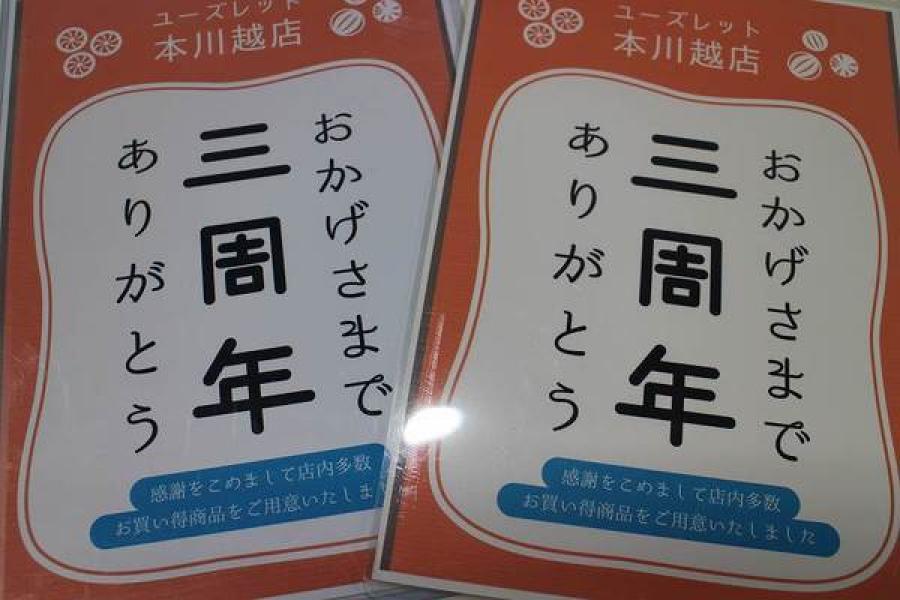 ユーズレット
本川越店
おかげさまで
三周年
ありがとう
感謝をこめまして店内多数
お買い得商品をご用意いたしま
ユーズレット
本川越店
おかげさまで
三周年
ありがとう
感謝をこめまして店内多数
お買い得商品をご用意いたしました